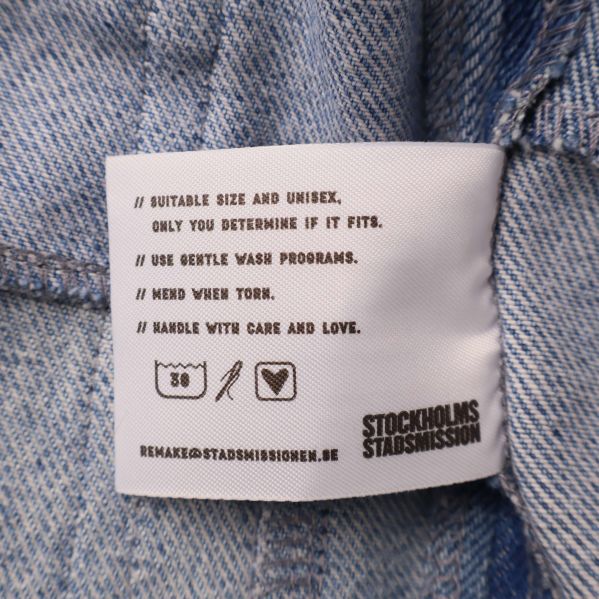 // SUITABLE SIZE AND UNISEX,
ONLY YOU DETERMINE IF IT FITS.
// USE GENTLE WASH PROGRAMS.
// MEND WHEN TORN.
// HANDLE WITH CARE AND LOVE.
30
REMAKE@STADSMISSIONEN.SE
STOCKHOLMS
STADSMISSION